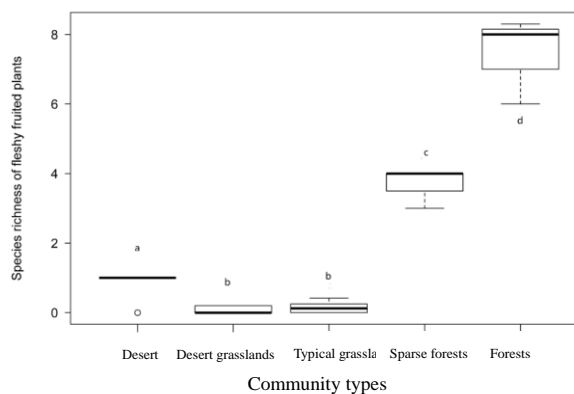 Species richness of fleshy fruited plants
8
6
4
2
0
a
b
b
c
d
Desert Desert grasslands Typical grassla Sparse forests Forests
Community types